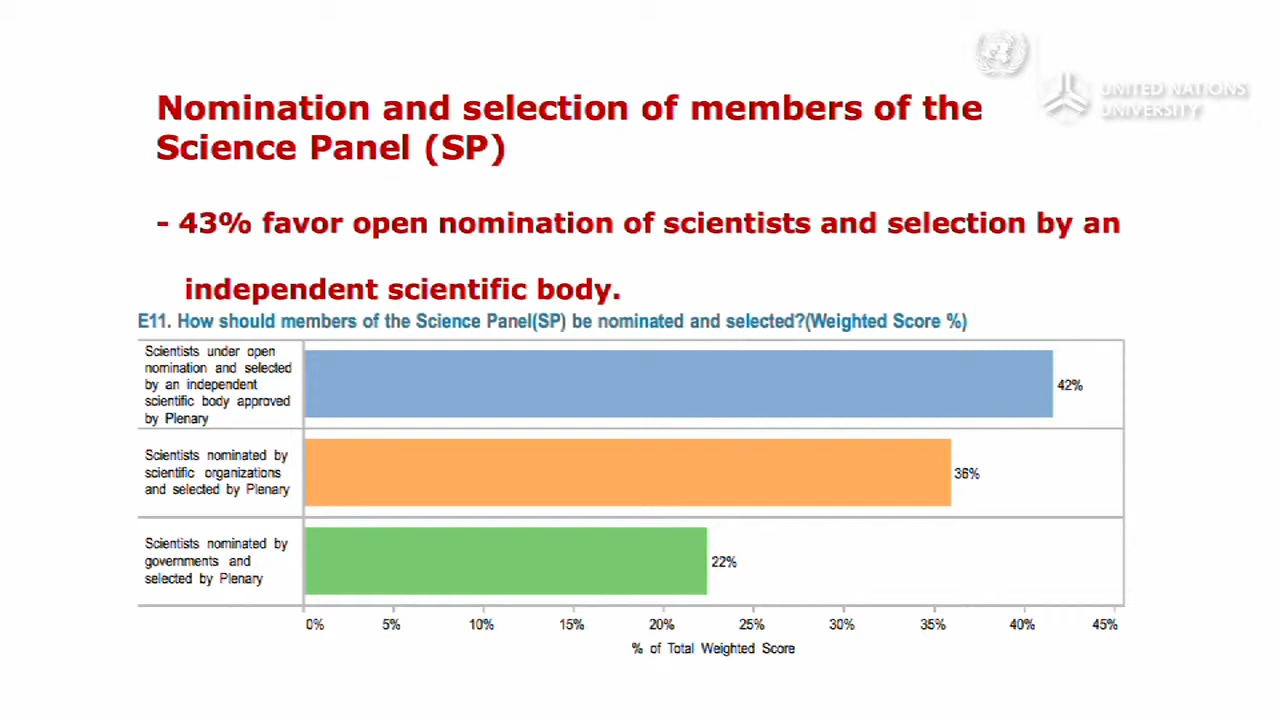 UNITED NATIONS
UNIVERSITY
Nomination and selection of members of the
Science Panel (SP)
- 43% favor open nomination of scientists and selection by an
independent scientific body.
E11. How should members of the Science Panel(SP) be nominated and selected?(Weighted Score %)
Scientists under open
nomination and selected
by an independent
scientific body approved
by Plenary
42%
Scientists nominated by
scientific organizations
and selected by Plenary
36%
Scientists nominated by
governments and
selected by Plenary
22%
0% 5% 10% 15% 20% 25% 30% 35% 40% 45%
% of Total Weighted Score